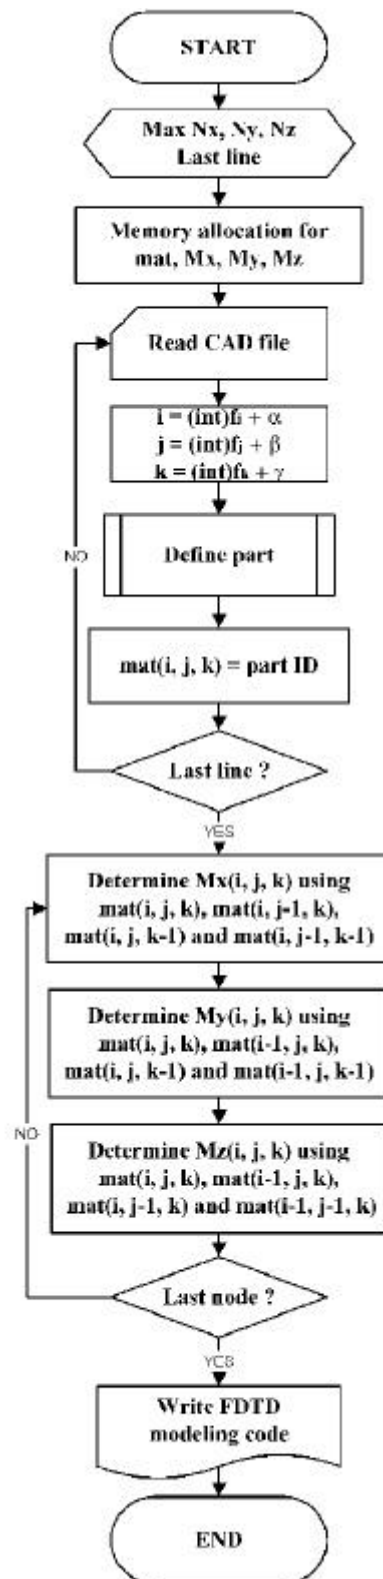 START
Max Nx, Ny, Nz
Last line
Memory allocation for
mat, Mx, My, Mz
Read CAD file
i = (int)fi + α
j = (int)fj + β
k = (int)fk + γ
Define part
NO
mat(i, j, k) = part ID
Last line ?
YES
Determine Mx(i, j, k) using
mat(i, j, k), mat(i, j-1, k),
mat(i, j, k-1) and mat(i, j-1, k-1)
Determine My(i, j, k) using
mat(i, j, k), mat(i-1, j, k),
mat(i, j, k-1) and mat(i-1, j, k-1)
NO
Determine Mz(i, j, k) using
mat(i, j, k), mat(i-1, j, k),
mat(i, j-1, k) and mat(i-1, j-1, k)
Last node ?
YES
Write FDTD
modeling code
END